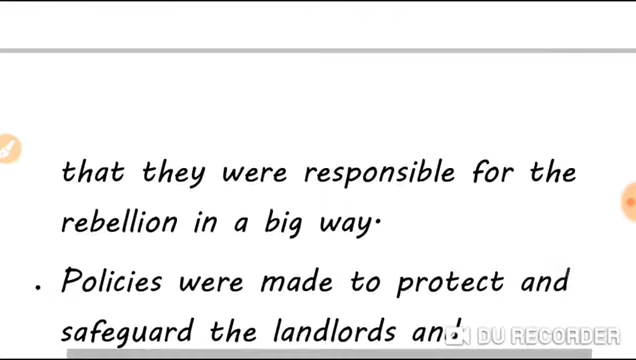 that they were responsible for the
rebellion in a big way.
. Policies were made to protect and
safeguard the landlords and
DU RECORDER